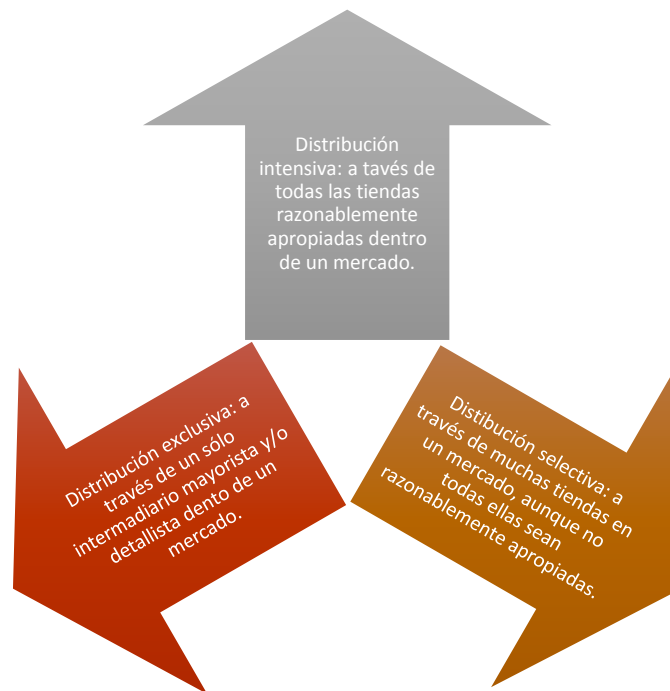 Distribución
intensiva: a tavés de
todas las tiendas
razonablemente
apropiadas dentro
de un mercado.
Distribución exclusiva: a
través de un sólo
intermadiario mayorista y/o
detallista dento de un
mercado.
Distibución selectiva: a
través de muchas tiendas en
un mercado, aunque no
todas ellas sean
razonablemente apropiadas.